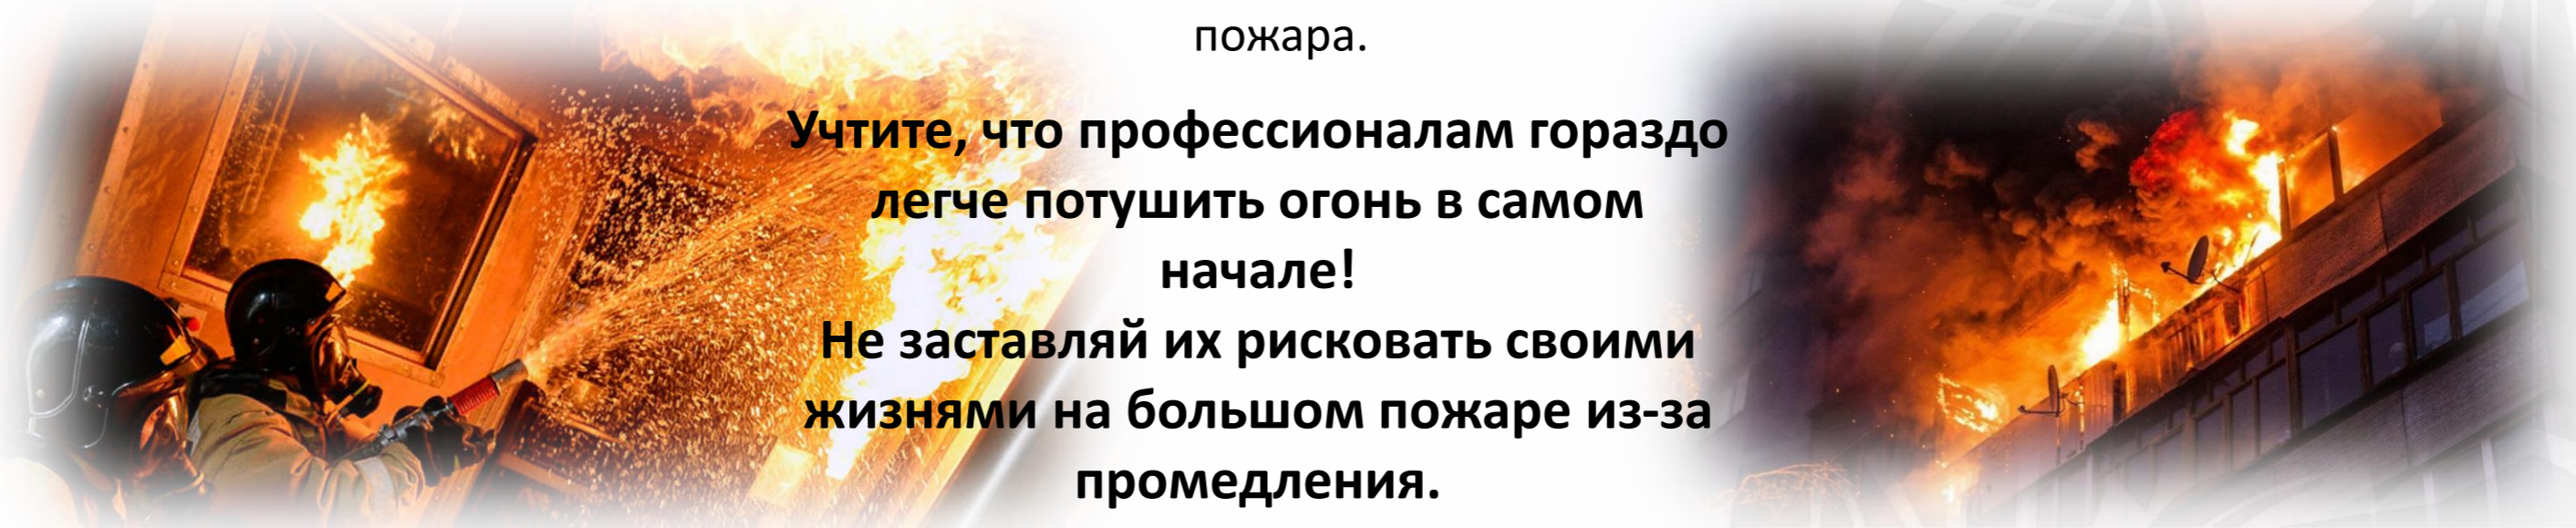 пожара.
Учтите, что профессионалам гораздо
легче потушить огонь в самом
начале!
Не заставляй их рисковать своими
жизнями на большом пожаре из-за
промедления.